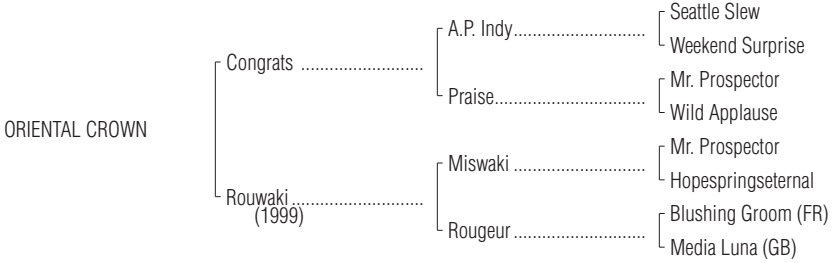 Seattle Slew
A.P. Indy..............................
Weekend Surprise
Congrats ...........................
Mr. Prospector
Praise..................................
Wild Applause
ORIENTAL CROWN
Mr. Prospector
Miswaki .............................
Hopespringseternal
Rouwaki.............................
(1999)
Blushing Groom (FR)
Rougeur .............................
Media Luna (GB)